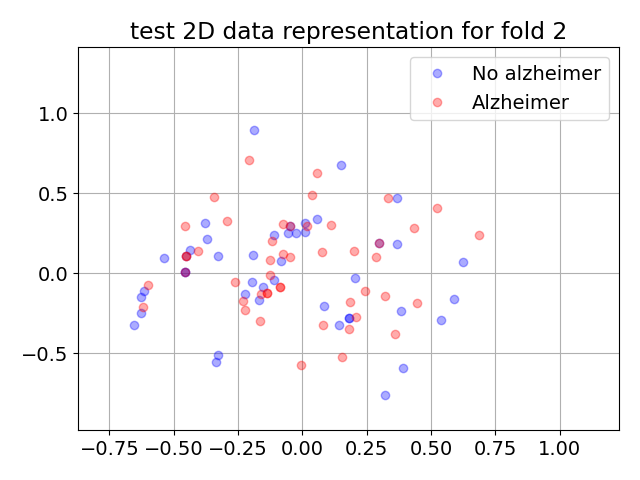 test 2D data representation for fold 2
No alzheimer
Alzheimer
1.0
0.5
0.0
−0.5
−0.75 −0.50 −0.25 0.00 0.25 0.50 0.75 1.00